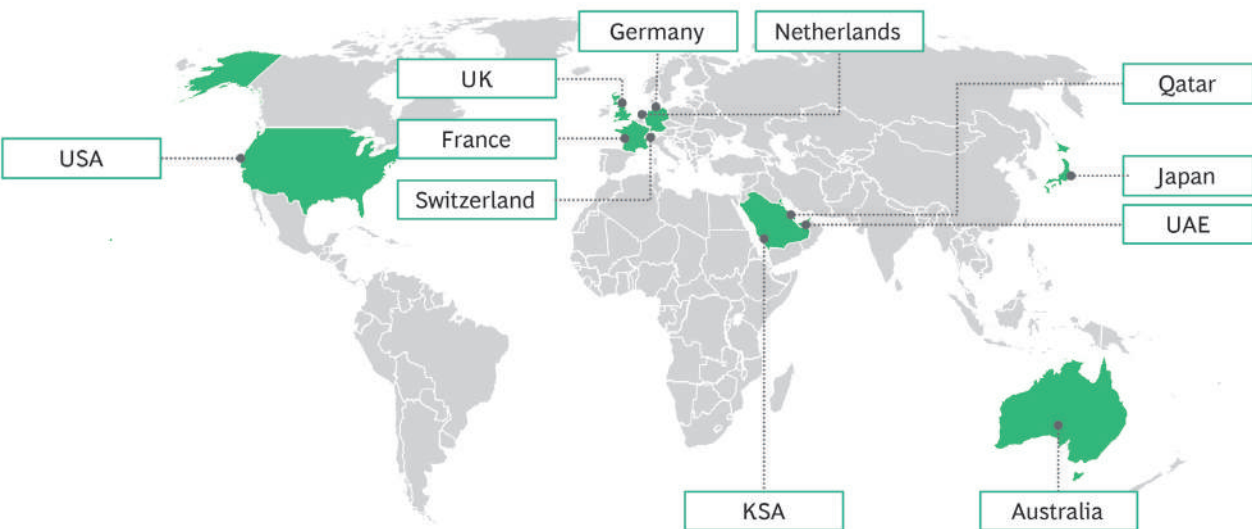 Germany
Netherlands
UK
Qatar
France
USA
Japan
Switzerland
UAE
KSA
Australia